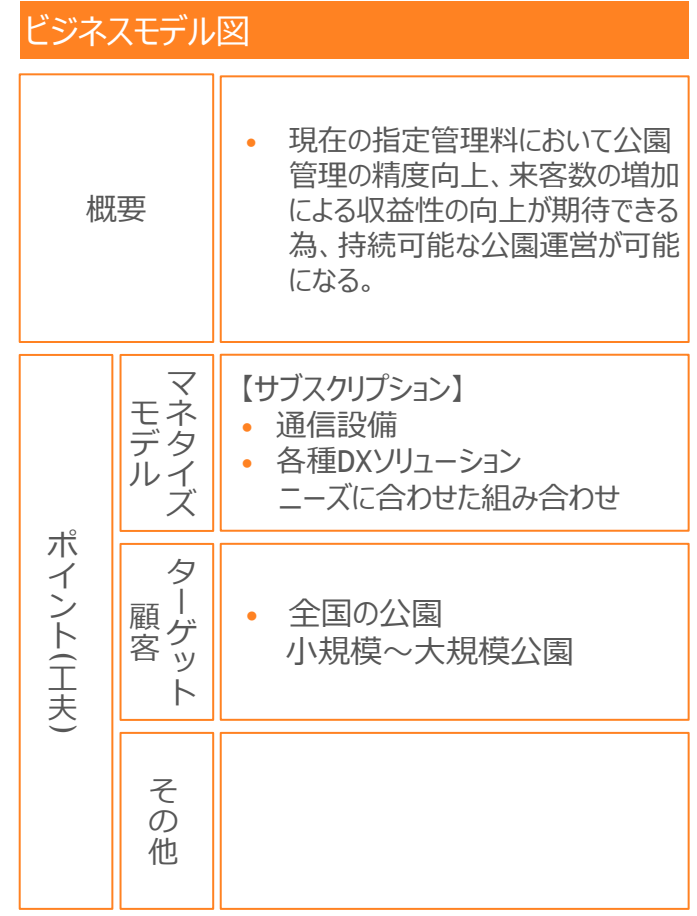 ビジネスモデル図
概要
• 現在の指定管理料において公園
管理の精度向上、来客数の増加
による収益性の向上が期待できる
為、持続可能な公園運営が可能
になる。
ポイント(工夫)
マネタイズ
モデル
【サブスクリプション】
• 通信設備
• 各種DXソリューション
ニーズに合わせた組み合わせ
ターゲット
顧客
• 全国の公園
小規模～大規模公園
その他